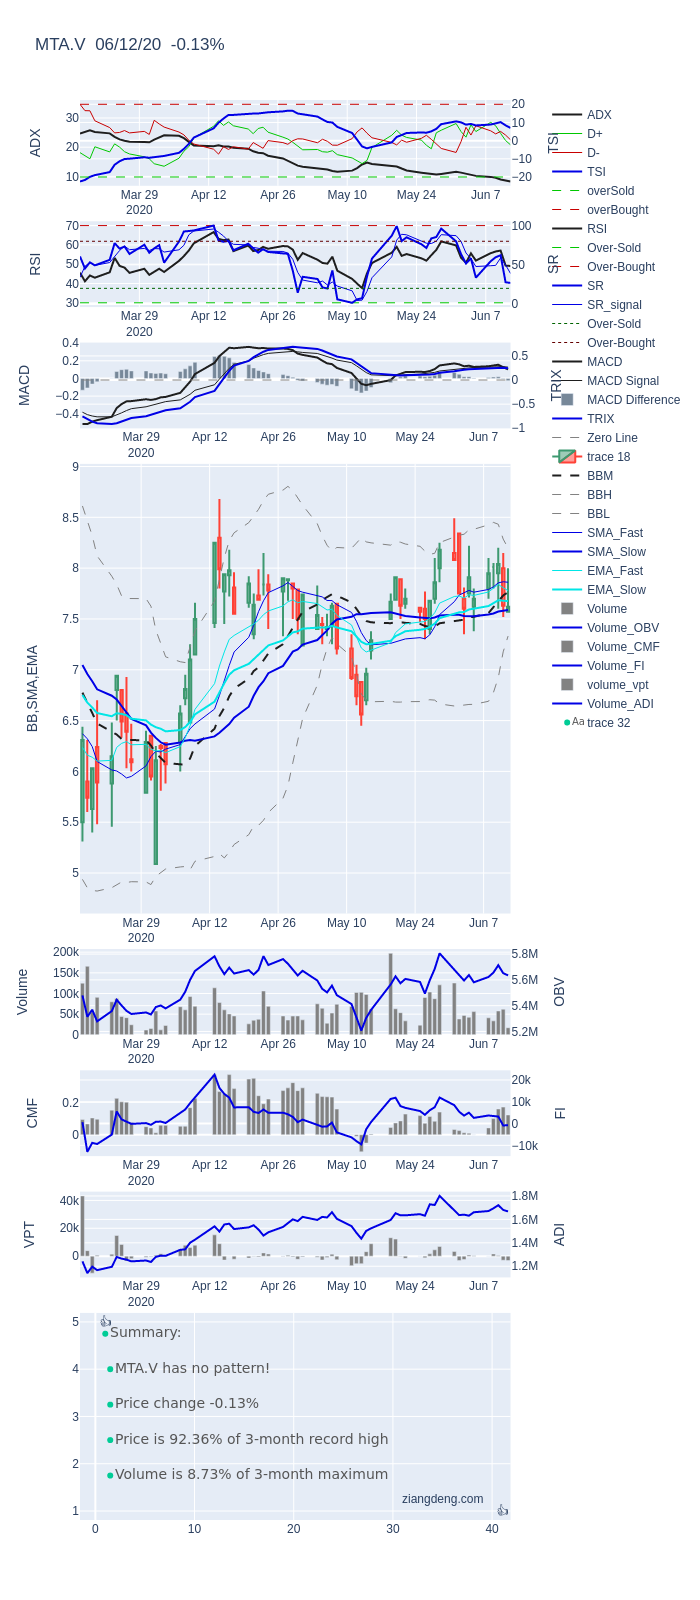 MTA.V 06/12/20 -0.13%
ADX
30
20
10
20
10
0
−10
−20
TSI
Mar 29
2020
Apr 12
Apr 26
May 10
May 24
Jun 7
RSI
70
60
50
40
30
100
50
0
SR
Mar 29
2020
Apr 12
Apr 26
May 10
May 24
Jun 7
MACD
0.4
0.2
0
−0.2
−0.4
0.5
0
−0.5
−1
TRIX
Mar 29
2020
Apr 12
Apr 26
May 10
May 24
Jun 7
BB,SMA,EMA
9
8.5
8
7.5
7
6.5
6
5.5
5
Mar 29
2020
Apr 12
Apr 26
May 10
May 24
Jun 7
Volume
200k
150k
100k
50k
0
5.8M
5.6M
5.4M
5.2M
OBV
Mar 29
2020
Apr 12
Apr 26
May 10
May 24
Jun 7
CMF
0.2
0
20k
10k
0
−10k
FI
Mar 29
2020
Apr 12
Apr 26
May 10
May 24
Jun 7
VPT
40k
20k
0
1.8M
1.6M
1.4M
1.2M
ADI
Mar 29
2020
Apr 12
Apr 26
May 10
May 24
Jun 7
5
4
3
2
1
👍
Summary:
MTA.V has no pattern!
Price change -0.13%
Price is 92.36% of 3-month record high
Volume is 8.73% of 3-month maximum
ziangdeng.com
👍
0
10
20
30
40
ADX
D+
D-
TSI
overSold
overBought
RSI
Over-Sold
Over-Bought
SR
SR_signal
Over-Sold
Over-Bought
MACD
MACD Signal
MACD Difference
TRIX
Zero Line
trace 18
BBM
BBH
BBL
SMA_Fast
SMA_Slow
EMA_Fast
EMA_Slow
Volume
Volume_OBV
Volume_CMF
Volume_FI
volume_vpt
Volume_ADI
Aa trace 32